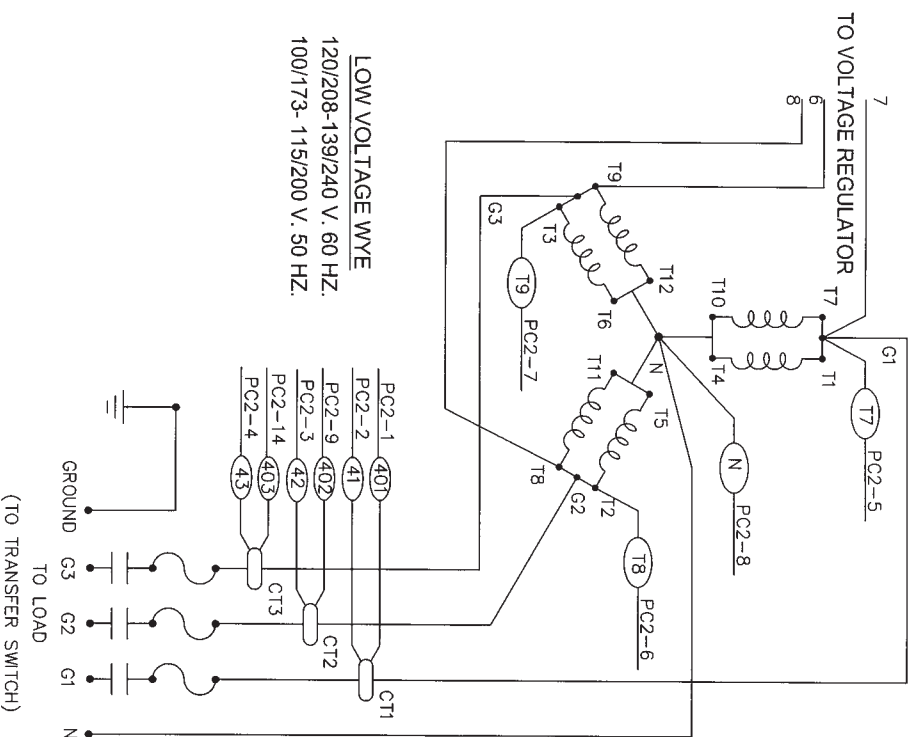 TO VOLTAGE REGULATOR
7
6
8
T7
T1
G1
T7
PC2-5
T10
T4
N
N
PC2-8
T9
T3
G3
T9
PC2-7
T12
T6
T11
T5
T8
T2
G2
T8
PC2-6
LOW VOLTAGE WYE
120/208-139/240 V. 60 HZ.
100/173- 115/200 V. 50 HZ.
PC2-1
401
PC2-2
41
PC2-9
402
PC2-3
42
PC2-14
403
PC2-4
43
CT3
CT2
CT1
GROUND
G3
G2
G1
N
TO LOAD
(TO TRANSFER SWITCH)